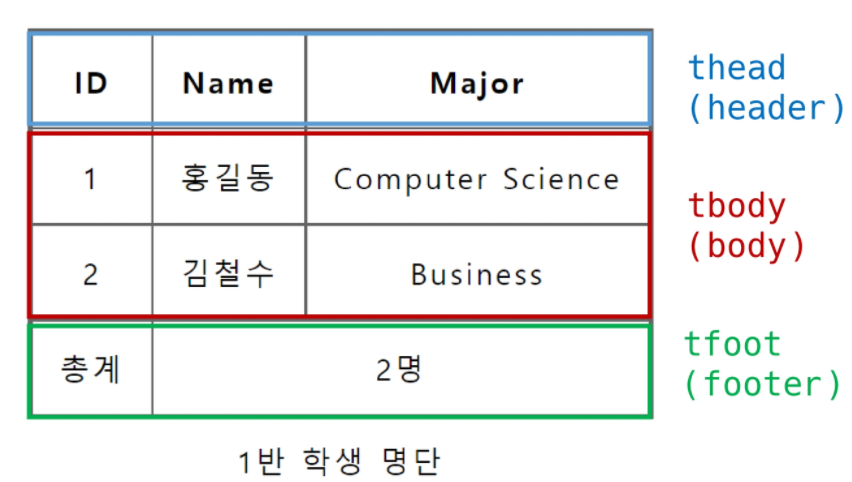 ID Name Major
thead
(header)
1 홍길동 Computer Science
tbody
(body)
2 김철수 Business
총계 2명
tfoot
(footer)
1반 학생 명단